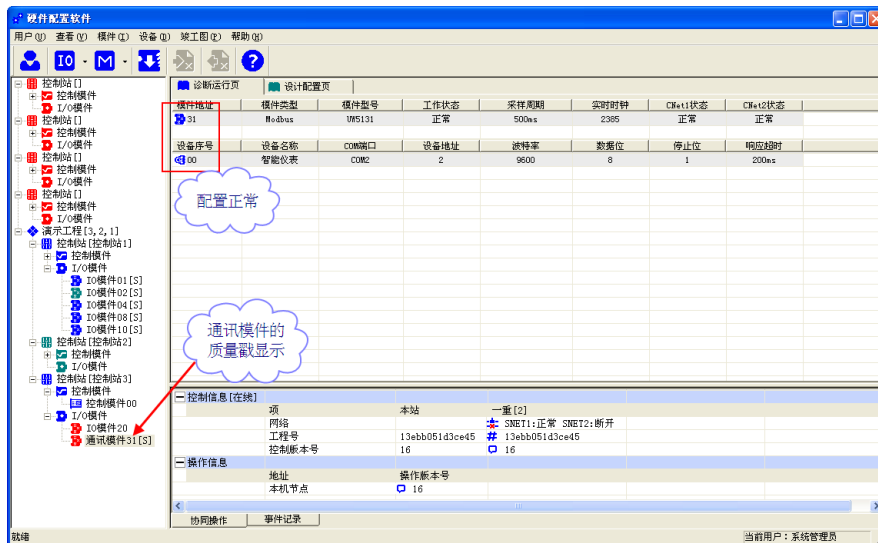 硬件配置软件
用户(U) 查看(V) 模件(I) 设备(D) 竣工图(P) 帮助(H)
IO M
控制站[]
控制模件
I/O模件
控制站[]
控制模件
I/O模件
控制站[]
控制模件
I/O模件
控制站[]
控制模件
I/O模件
演示工程[3,2,1]
控制站[控制站1]
控制模件
I/O模件
IO模件01[S]
IO模件02[S]
IO模件04[S]
IO模件08[S]
IO模件10[S]
控制站[控制站2]
控制模件
I/O模件
控制站[控制站3]
控制模件
控制模件00
I/O模件
IO模件20
通讯模件31[S]
诊断运行页 设计配置页
模件地址 模件类型 模件型号 工作状态 采样周期 实时时钟 CNet1状态 CNet2状态
31 Modbus UW5131 正常 500ms 2385 正常 正常
设备序号 设备名称 COM端口 设备地址 波特率 数据位 停止位 响应超时
00 智能仪表 COM2 2 9600 8 1 200ms
配置正常
通讯模件的
质量戳显示
控制信息[在线]
项 本站 一重[2]
网络 SNET1:正常 SNET2:断开
工程号 13ebb051d3ce45 13ebb051d3ce45
控制版本号 16 16
操作信息
地址 操作版本号
本机节点 16
协同操作 事件记录
就绪 当前用户：系统管理员